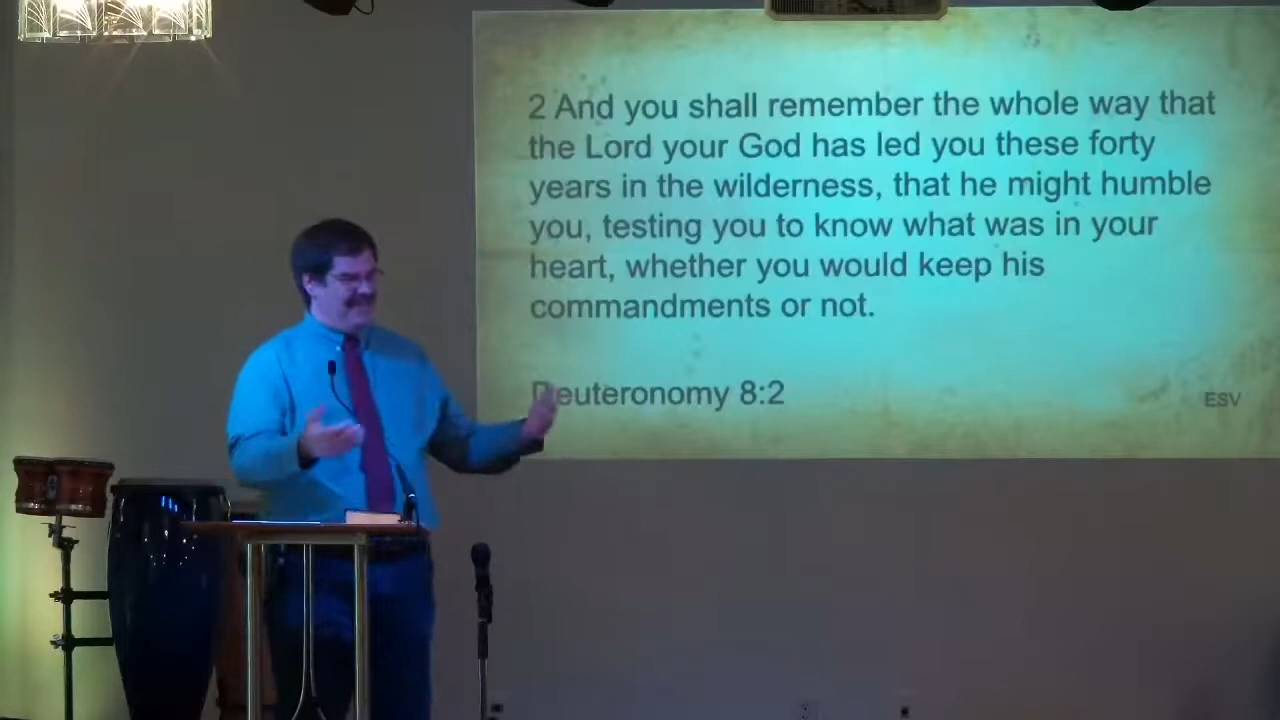 2 And you shall remember the whole way that
the Lord your God has led you these forty
years in the wilderness, that he might humble
you, testing you to know what was in your
heart, whether you would keep his
commandments or not.
Deuteronomy 8:2
ESV